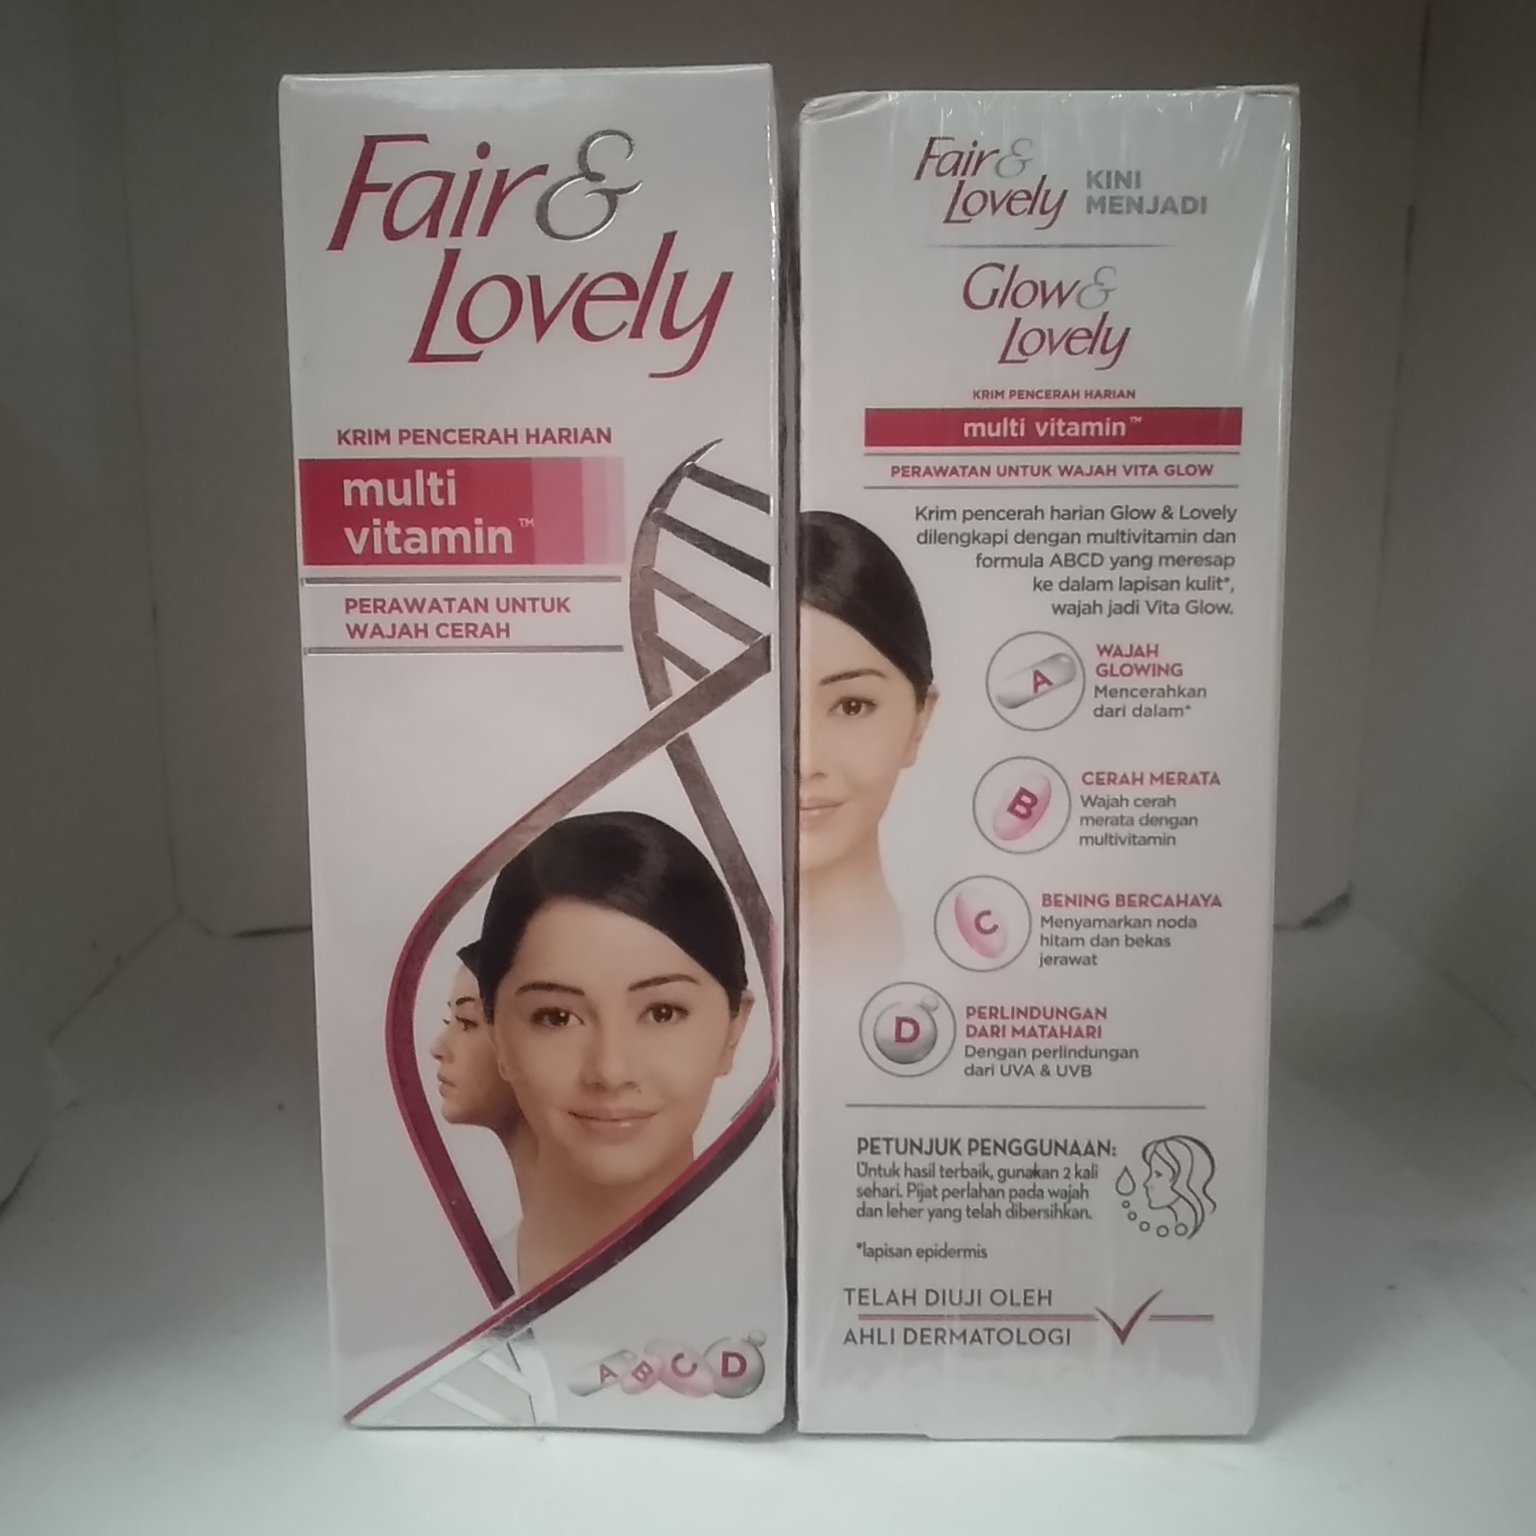 Fair &
Lovely
KRIM PENCERAH HARIAN
multi
vitamin™
PERAWATAN UNTUK
WAJAH CERAH
A B C D
Fair &
Lovely
KINI
MENJADI
Glow &
Lovely
KRIM PENCERAH HARIAN
multi vitamin™
PERAWATAN UNTUK WAJAH VITA GLOW
Krim pencerah harian Glow & Lovely
dilengkapi dengan multivitamin dan
formula ABCD yang meresap
ke dalam lapisan kulit*,
wajah jadi Vita Glow.
A
WAJAH
GLOWING
Mencerahkan
dari dalam*
B
CERAH MERATA
Wajah cerah
merata dengan
multivitamin
C
BENING BERCAHAYA
Menyamarkan noda
hitam dan bekas
jerawat
D
PERLINDUNGAN
DARI MATAHARI
Dengan perlindungan
dari UVA & UVB
PETUNJUK PENGGUNAAN:
Untuk hasil terbaik, gunakan 2 kali
sehari. Pijat perlahan pada wajah
dan leher yang telah dibersihkan.
*lapisan epidermis
TELAH DIUJI OLEH
AHLI DERMATOLOGI